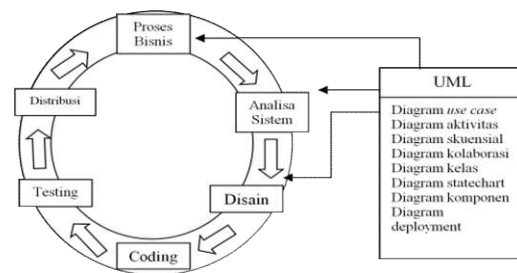 Proses
Bisnis
Analisa
Sistem
Disain
Coding
Testing
Distribusi
UML
Diagram use case
Diagram aktivitas
Diagram skuensial
Diagram kolaborasi
Diagram kelas
Diagram statechart
Diagram komponen
Diagram
deployment